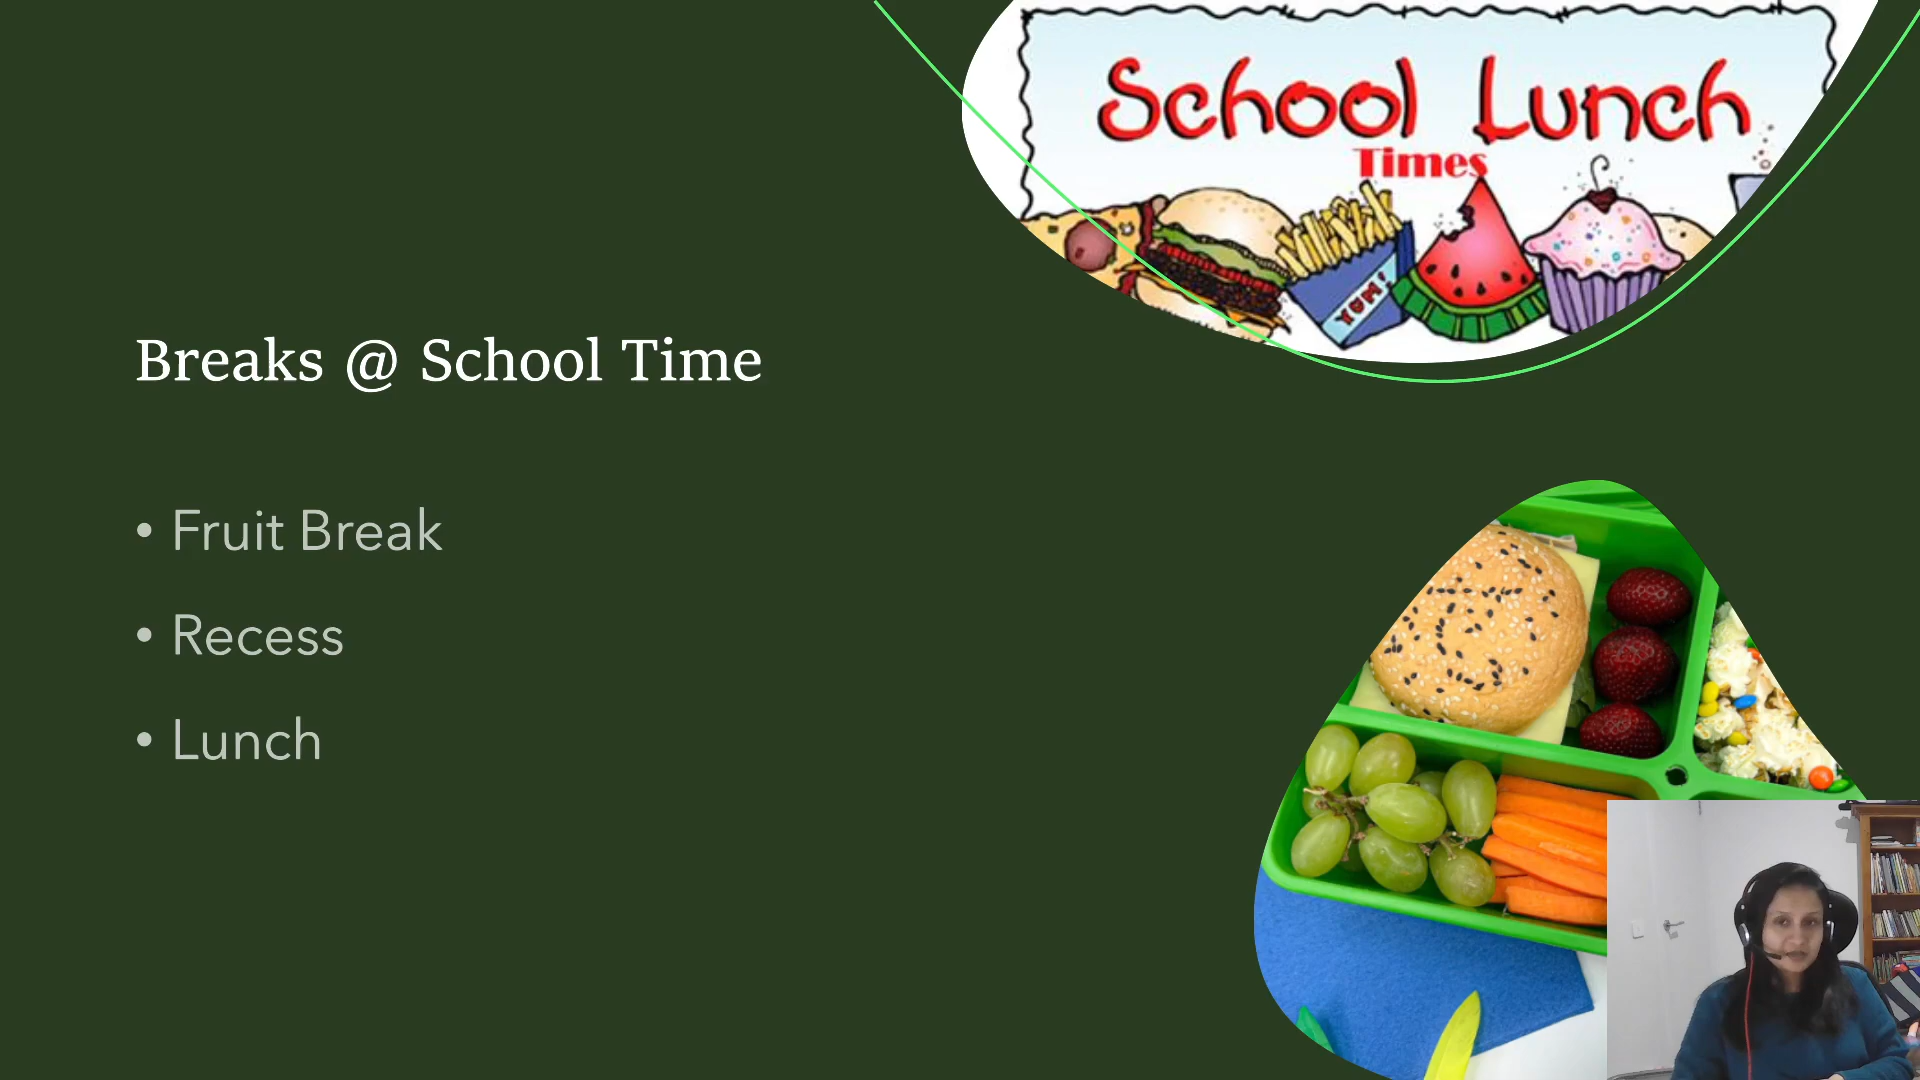 School Lunch
Times
YUM!
Breaks @ School Time
• Fruit Break
• Recess
• Lunch